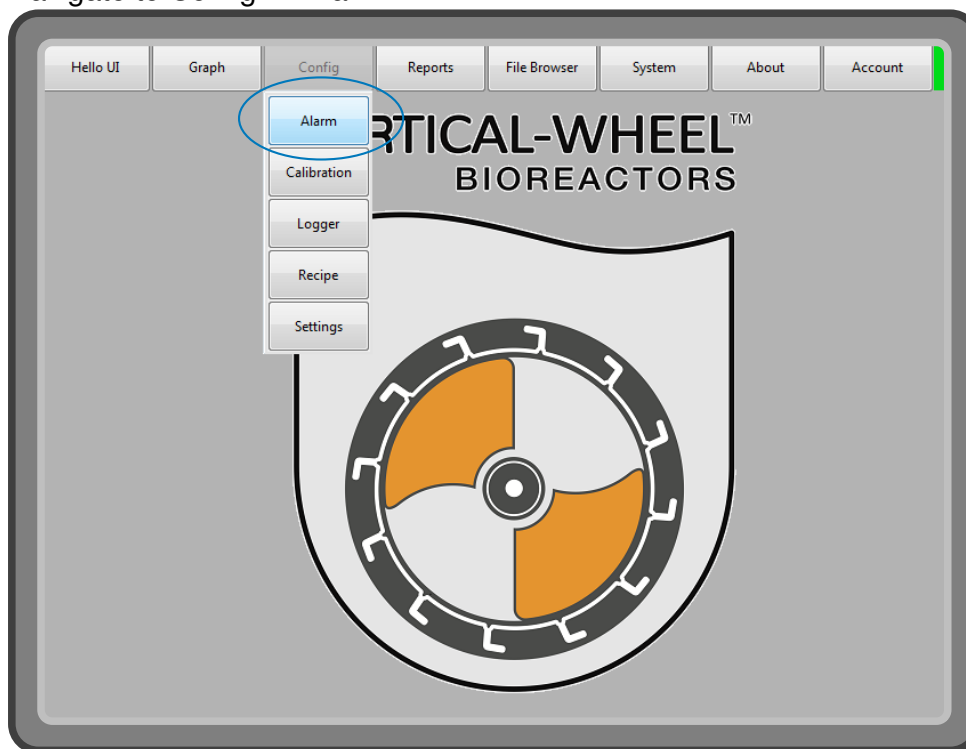 Hello UI Graph Config Reports File Browser System About Account
Alarm
RTICAL-WHEEL™
Calibration
BIOREACTORS
Logger
Recipe
Settings